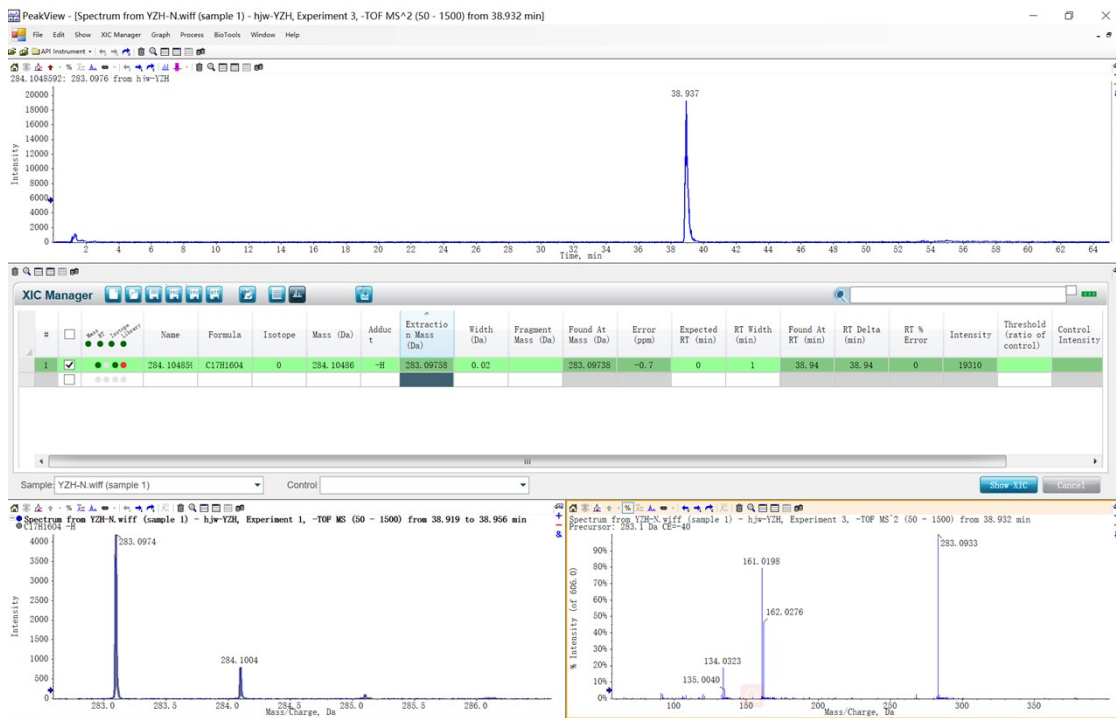 PeakView - [Spectrum from YZH-N.wiff (sample 1) - hjw-YZH, Experiment 3, -TOF MS^2 (50 - 1500) from 38.932 min]
File Edit Show XIC Manager Graph Process BioTools Window Help
API Instrument
284.1048592: 283.0976 from hjw-YZH
38.937
20000
18000
16000
14000
12000
10000
8000
6000
4000
2000
0
Intensity
2 4 6 8 10 12 14 16 18 20 22 24 26 28 30 32 34 36 38 40 42 44 46 48 50 52 54 56 58 60 62 64
Time, min
XIC Manager
# Mass RT Isotope Library Name Formula Isotope Mass (Da) Adduc t Extractio n Mass (Da) Width (Da) Fragment Mass (Da) Found At Mass (Da) Error (ppm) Expected RT (min) RT Width (min) Found At RT (min) RT Delta (min) RT % Error Intensity Threshold (ratio of control) Control Intensity
1 284.104859 C17H16O4 0 284.10486 -H 283.09758 0.02 283.09738 -0.7 0 1 38.94 38.94 0 19310
Sample: YZH-N.wiff (sample 1) Control: Show XIC Cancel
Spectrum from YZH-N.wiff (sample 1) - hjw-YZH, Experiment 1, -TOF MS (50 - 1500) from 38.919 to 38.956 min
C17H16O4 -H
283.0974
284.1004
4000
3500
3000
2500
2000
1500
1000
500
0
Intensity
283.0 283.5 284.0 284.5 285.0 285.5 286.0
Mass/Charge, Da
Spectrum from YZH-N.wiff (sample 1) - hjw-YZH, Experiment 3, -TOF MS^2 (50 - 1500) from 38.932 min
Precursor: 283.1 Da CE=-40
283.0933
161.0198
162.0276
134.0323
135.0040
90%
80%
70%
60%
50%
40%
30%
20%
10%
0%
% Intensity (of 606.0)
100 150 200 250 300 350
Mass/Charge, Da